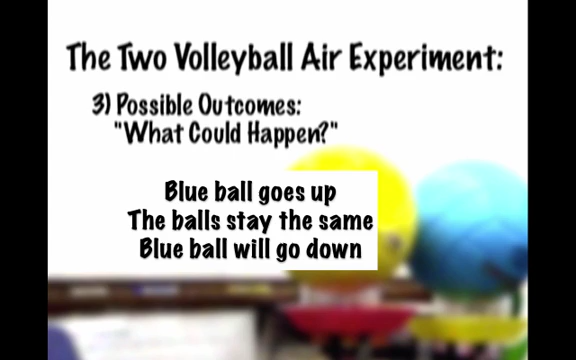 The Two Volleyball Air Experiment:
3) Possible Outcomes:
"What Could Happen?"
Blue ball goes up
The balls stay the same
Blue ball will go down